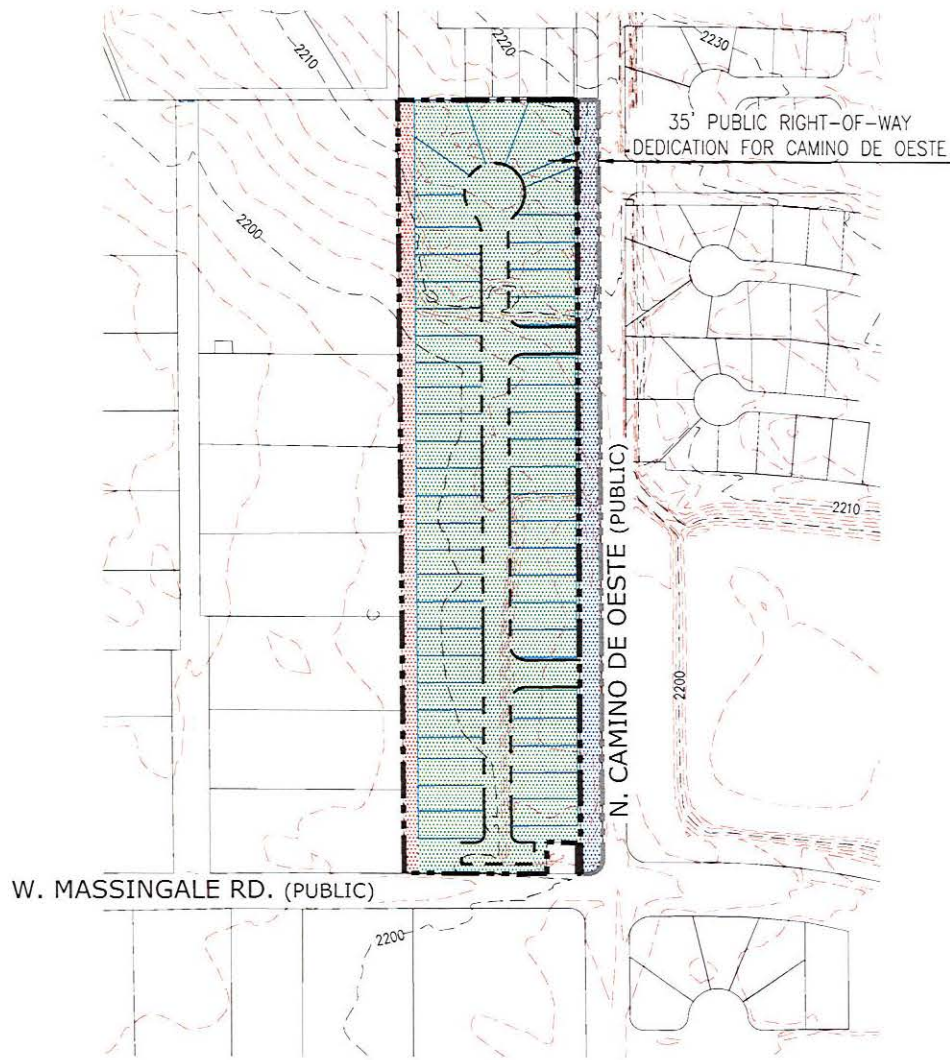 2210
2220
2230
35' PUBLIC RIGHT-OF-WAY
DEDICATION FOR CAMINO DE OESTE
2200
N. CAMINO DE OESTE (PUBLIC)
2210
2200
W. MASSINGALE RD. (PUBLIC)
2200